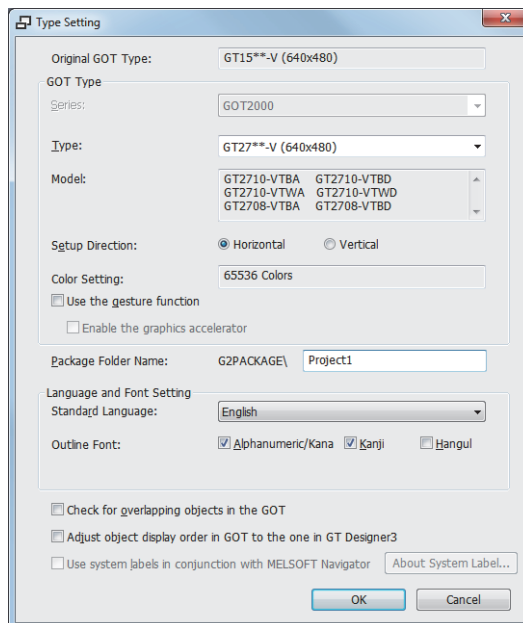 Type Setting
Original GOT Type: GT15**-V (640x480)
GOT Type
Series: GOT2000
Type: GT27**-V (640x480)
Model: GT2710-VTBA GT2710-VTBD
GT2710-VTWA GT2710-VTWD
GT2708-VTBA GT2708-VTBD
Setup Direction: Horizontal Vertical
Color Setting: 65536 Colors
Use the gesture function
Enable the graphics accelerator
Package Folder Name: G2PACKAGE\ Project1
Language and Font Setting
Standard Language: English
Outline Font: Alphanumeric/Kana Kanji Hangul
Check for overlapping objects in the GOT
Adjust object display order in GOT to the one in GT Designer3
Use system labels in conjunction with MELSOFT Navigator About System Label...
OK Cancel